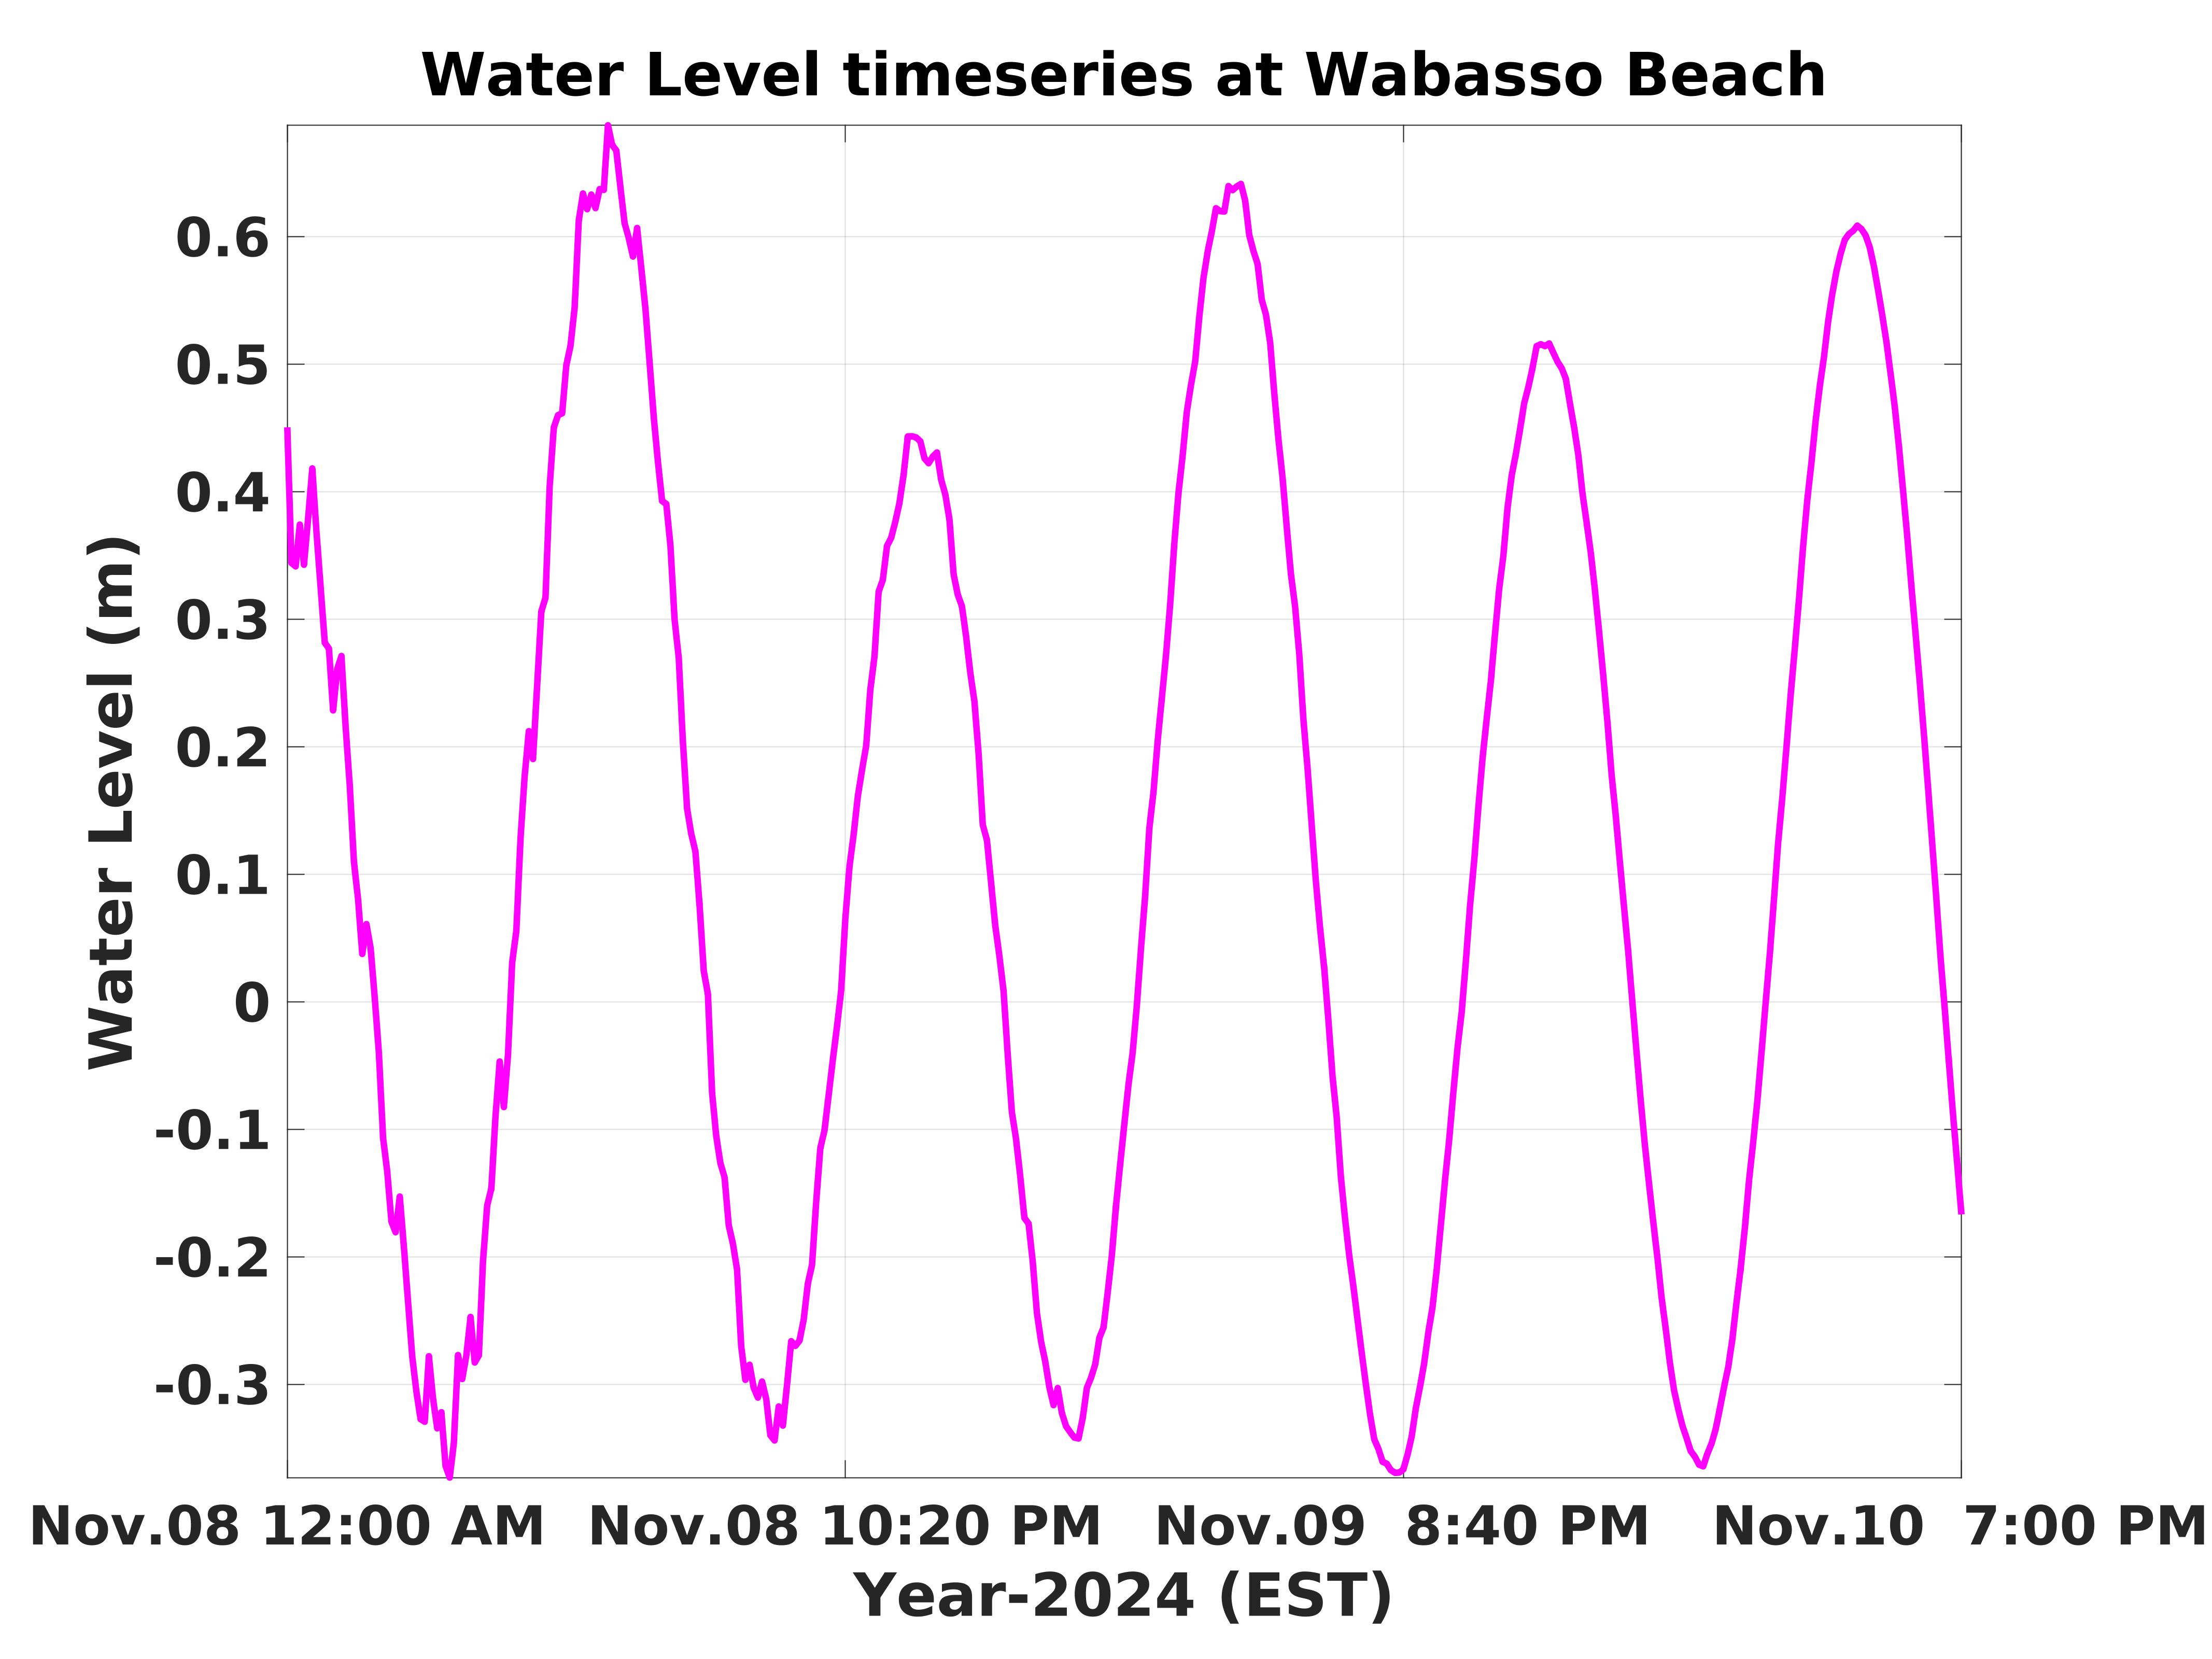 Water Level timeseries at Wabasso Beach
Water Level (m)
0.6
0.5
0.4
0.3
0.2
0.1
0
-0.1
-0.2
-0.3
Nov.08 12:00 AM Nov.08 10:20 PM Nov.09 8:40 PM Nov.10 7:00 PM
Year-2024 (EST)